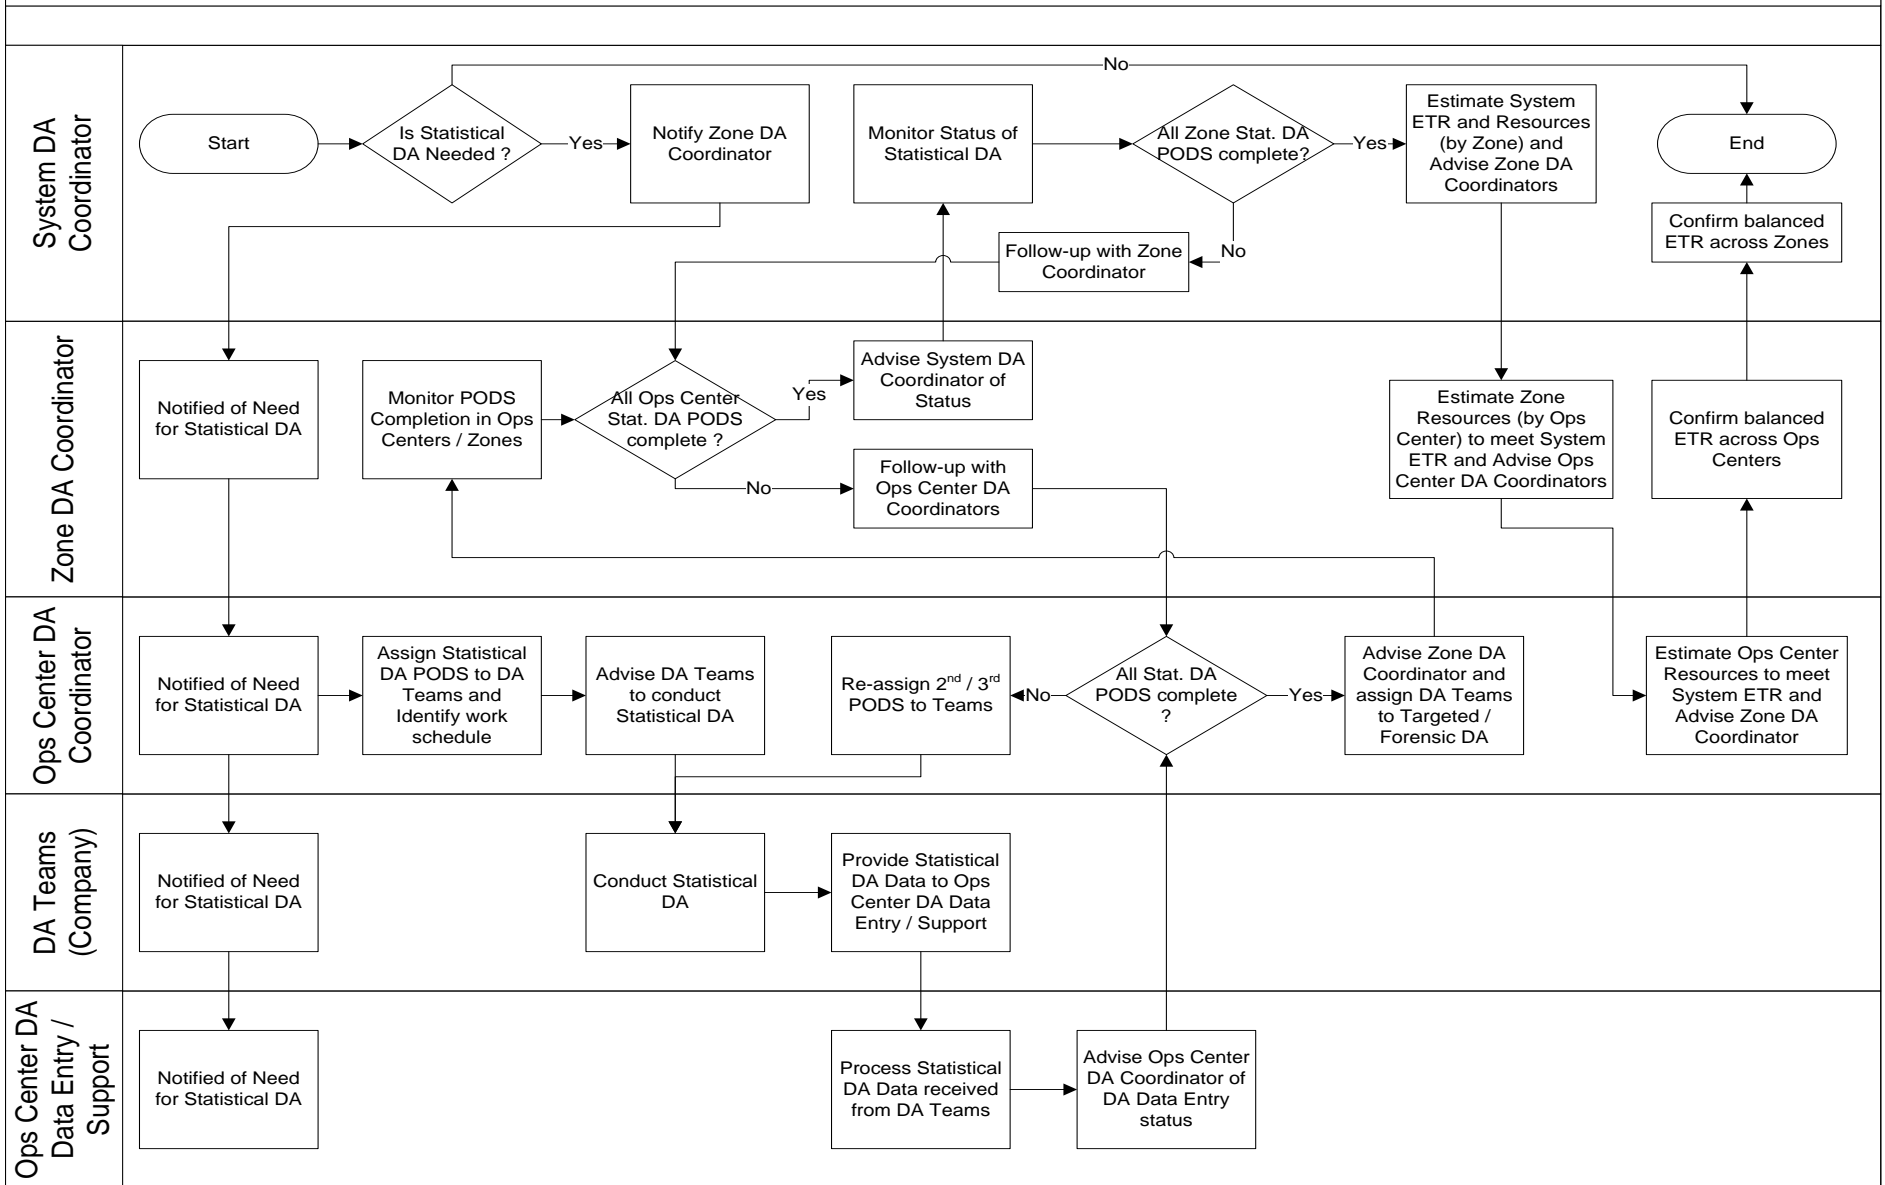 System DA
Coordinator
Start
Is Statistical
DA Needed ?
Yes
No
Notify Zone DA
Coordinator
Monitor Status of
Statistical DA
All Zone Stat. DA
PODS complete?
Yes
No
Follow-up with Zone
Coordinator
Estimate System
ETR and Resources
(by Zone) and
Advise Zone DA
Coordinators
End
Confirm balanced
ETR across Zones
Zone DA Coordinator
Notified of Need
for Statistical DA
Monitor PODS
Completion in Ops
Centers / Zones
All Ops Center
Stat. DA PODS
complete ?
Yes
No
Advise System DA
Coordinator of
Status
Follow-up with
Ops Center DA
Coordinators
Estimate Zone
Resources (by Ops
Center) to meet System
ETR and Advise Ops
Center DA Coordinators
Confirm balanced
ETR across Ops
Centers
Ops Center DA
Coordinator
Notified of Need
for Statistical DA
Assign Statistical
DA PODS to DA
Teams and
Identify work
schedule
Advise DA Teams
to conduct
Statistical DA
Re-assign 2nd / 3rd
PODS to Teams
No
All Stat. DA
PODS complete
?
Yes
Advise Zone DA
Coordinator and
assign DA Teams
to Targeted /
Forensic DA
Estimate Ops Center
Resources to meet
System ETR and
Advise Zone DA
Coordinator
DA Teams
(Company)
Notified of Need
for Statistical DA
Conduct Statistical
DA
Provide Statistical
DA Data to Ops
Center DA Data
Entry / Support
Ops Center DA
Data Entry /
Support
Notified of Need
for Statistical DA
Process Statistical
DA Data received
from DA Teams
Advise Ops Center
DA Coordinator of
DA Data Entry
status